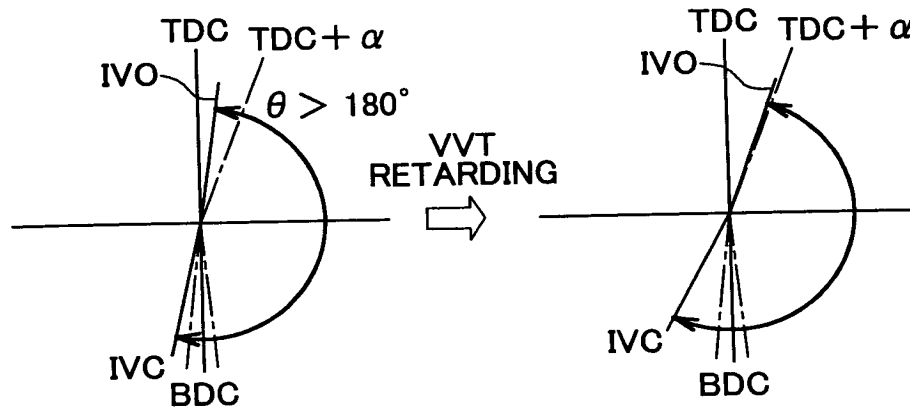 TDC
TDC + α
IVO
θ > 180°
IVC
BDC
VVT
RETARDING
TDC
TDC + α
IVO
IVC
BDC